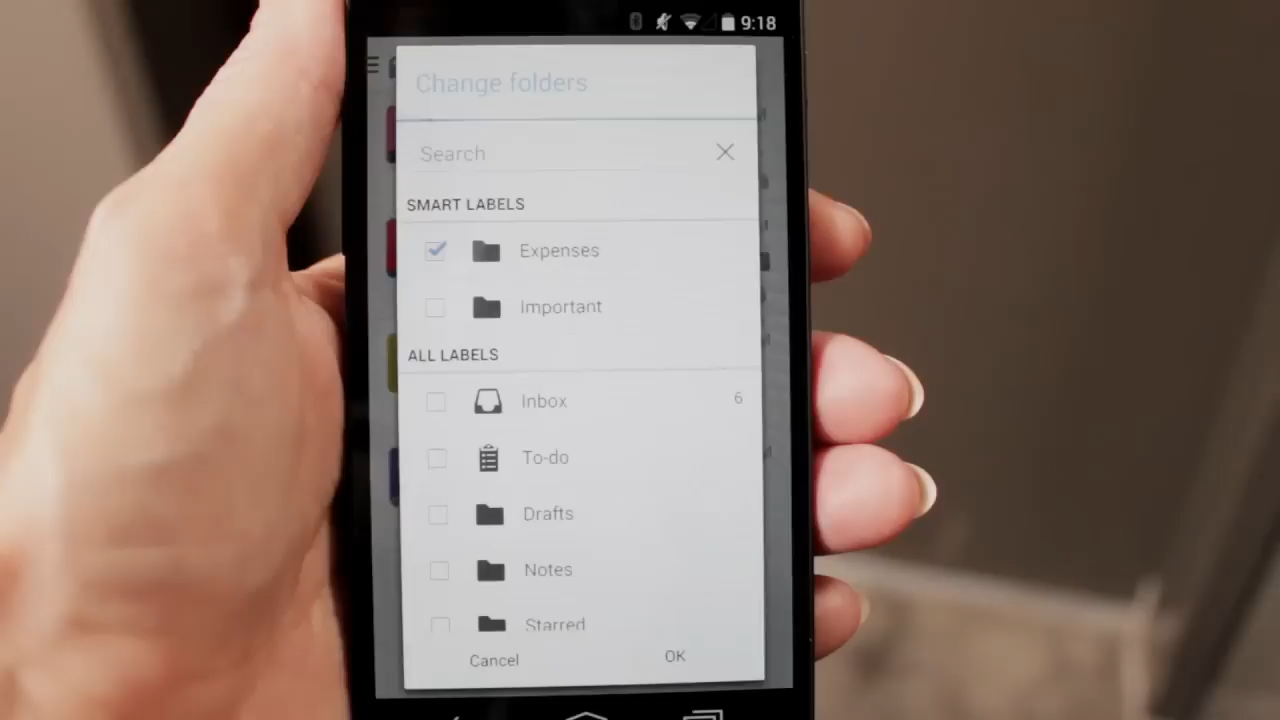 9:18
Change folders
Search
SMART LABELS
Expenses
Important
ALL LABELS
Inbox 6
To-do
Drafts
Notes
Starred
Cancel OK